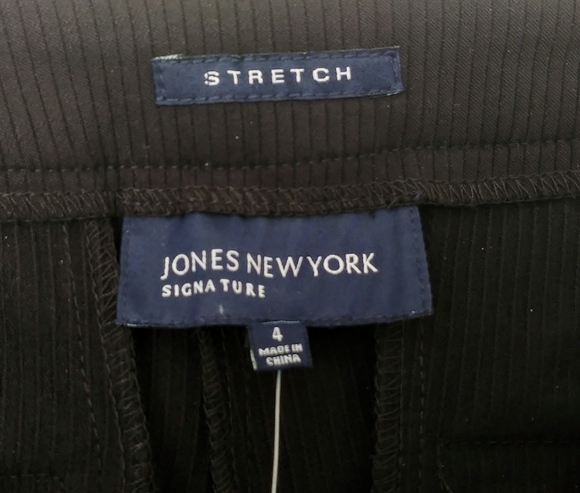 STRETCH
JONES NEW YORK
SIGNATURE
4
MADE IN
CHINA